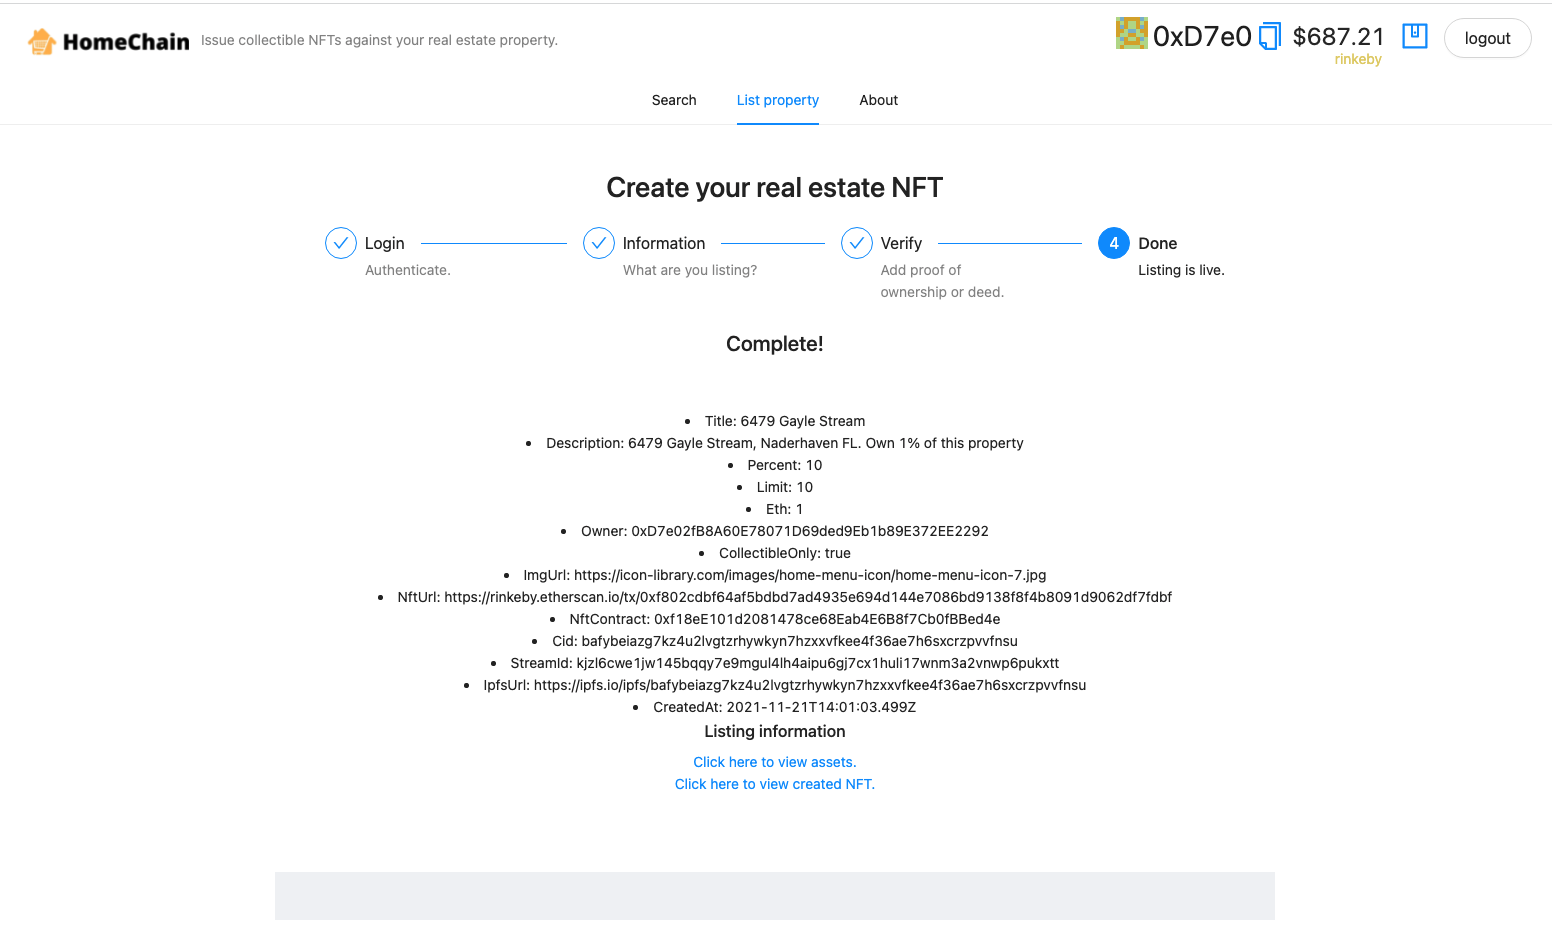 HomeChain Issue collectible NFTs against your real estate property. 0xD7e0 $687.21 logout
rinkeby
Search List property About
Create your real estate NFT
Login Information Verify 4 Done
Authenticate. What are you listing? Add proof of Listing is live.
ownership or deed.
Complete!
• Title: 6479 Gayle Stream
• Description: 6479 Gayle Stream, Naderhaven FL. Own 1% of this property
• Percent: 10
• Limit: 10
• Eth: 1
• Owner: 0xD7e02fB8A60E78071D69ded9Eb1b89E372EE2292
• CollectibleOnly: true
• ImgUrl: https://icon-library.com/images/home-menu-icon/home-menu-icon-7.jpg
• NftUrl: https://rinkeby.etherscan.io/tx/0xf802cdbf64af5bdbd7ad4935e694d144e7086bd9138f8f4b8091d9062df7fdbf
• NftContract: 0xf18eE101d2081478ce68Eab4E6B8f7Cb0fBBed4e
• Cid: bafybeiazg7kz4u2lvgtzrhywkyn7hzxxvfkee4f36ae7h6sxcrzpvvfnsu
• StreamId: kjzl6cwe1jw145bqqy7e9mgul4lh4aipu6gj7cx1huli17wnm3a2vnwp6pukxtt
• IpfsUrl: https://ipfs.io/ipfs/bafybeiazg7kz4u2lvgtzrhywkyn7hzxxvfkee4f36ae7h6sxcrzpvvfnsu
• CreatedAt: 2021-11-21T14:01:03.499Z
Listing information
Click here to view assets.
Click here to view created NFT.